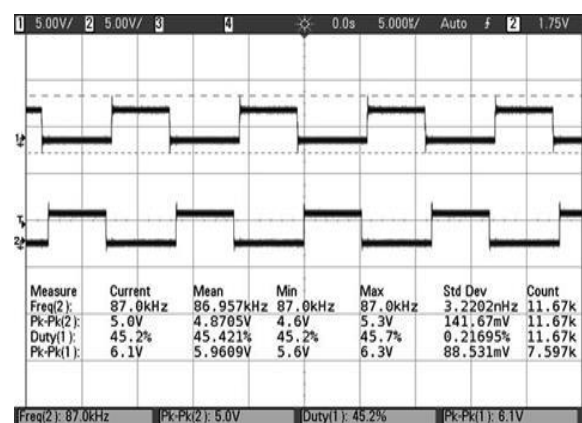 1 5.00V/ 2 5.00V/ 3 4 0.0s 5.000%/ Auto 2 1.75V
1
T
2
Measure Current Mean Min Max Std Dev Count
Freq(2): 87.0kHz 86.957kHz 87.0kHz 87.0kHz 3.2202nHz 11.67k
Pk-Pk(2): 5.0V 4.8705V 4.6V 5.3V 141.67mV 11.67k
Duty(1): 45.2% 45.421% 45.2% 45.7% 0.21695% 11.67k
Pk-Pk(1): 6.1V 5.9609V 5.6V 6.3V 88.531mV 7.597k
Freq(2): 87.0kHz Pk-Pk(2): 5.0V Duty(1): 45.2% Pk-Pk(1): 6.1V